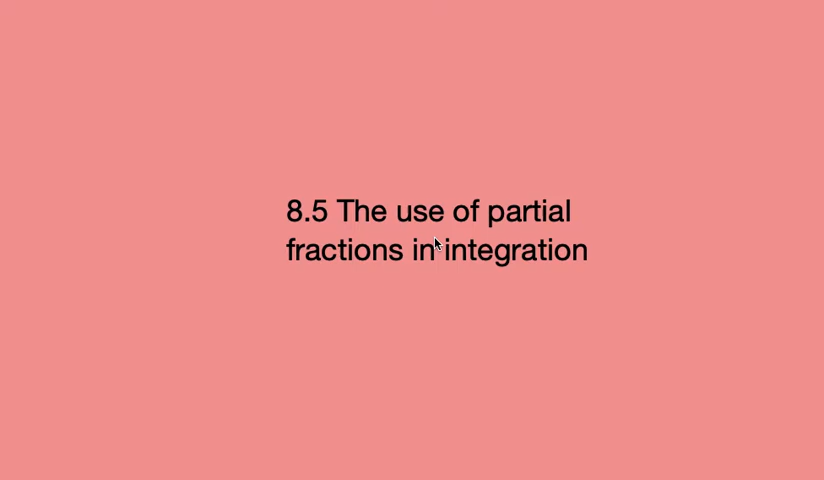 8.5 The use of partial
fractions in integration